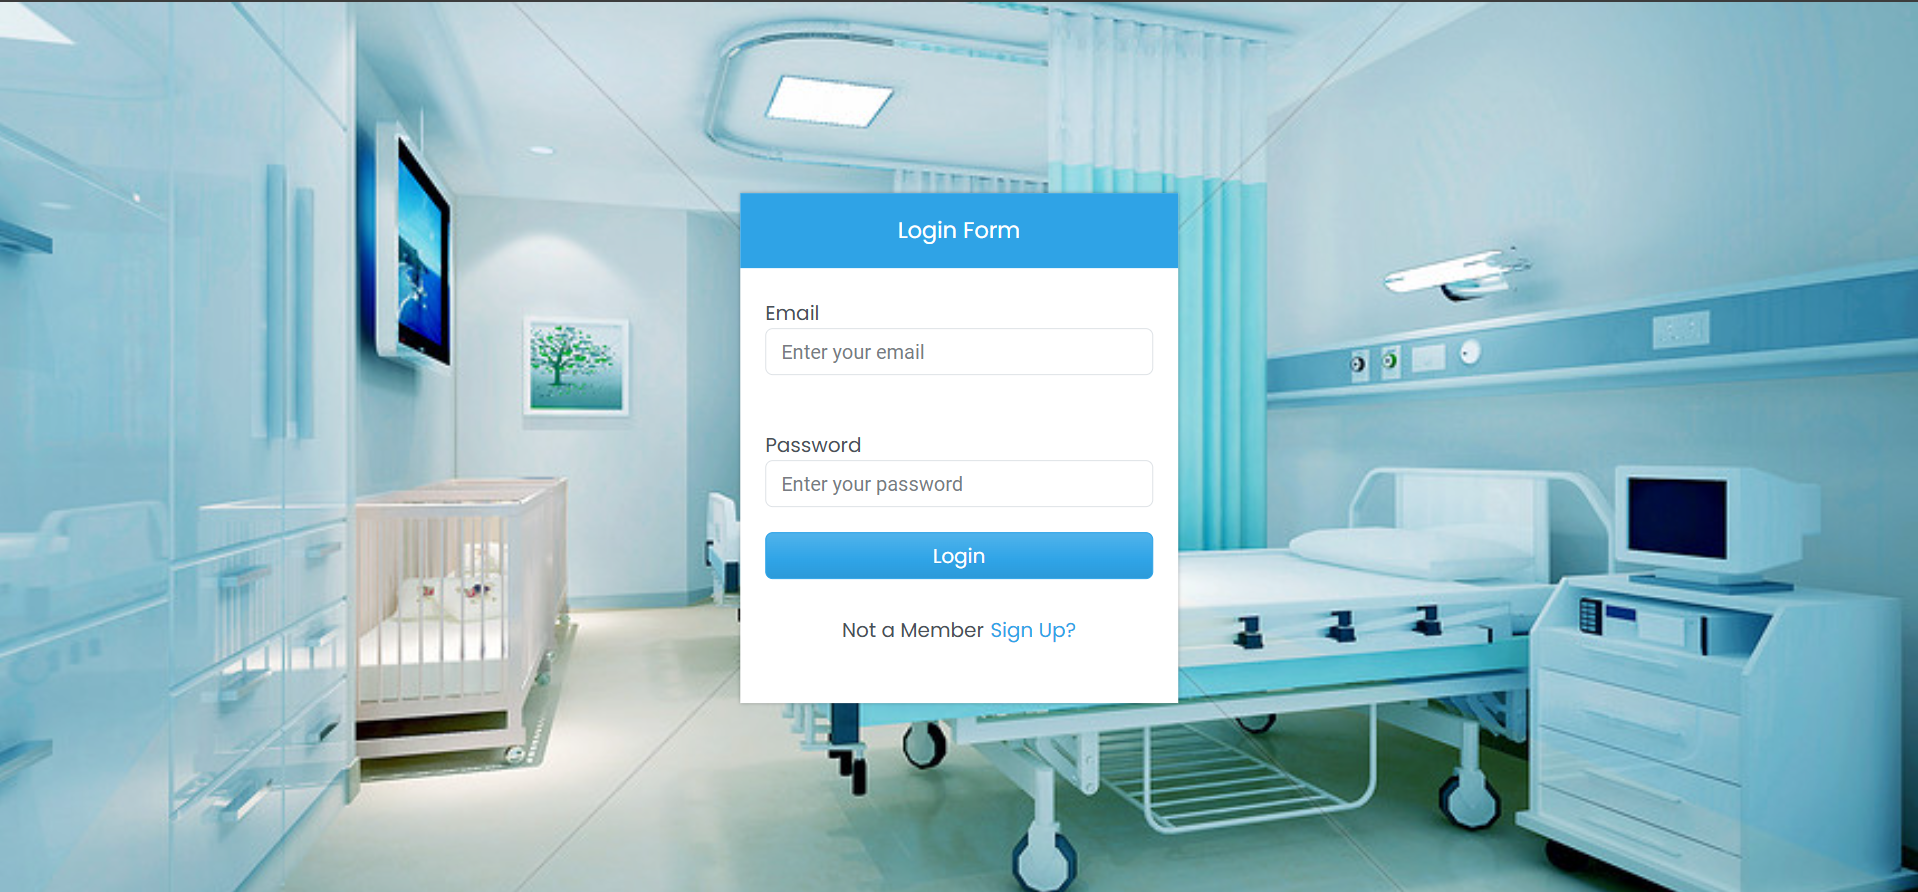 Login Form
Email
Enter your email
Password
Enter your password
Login
Not a Member Sign Up?